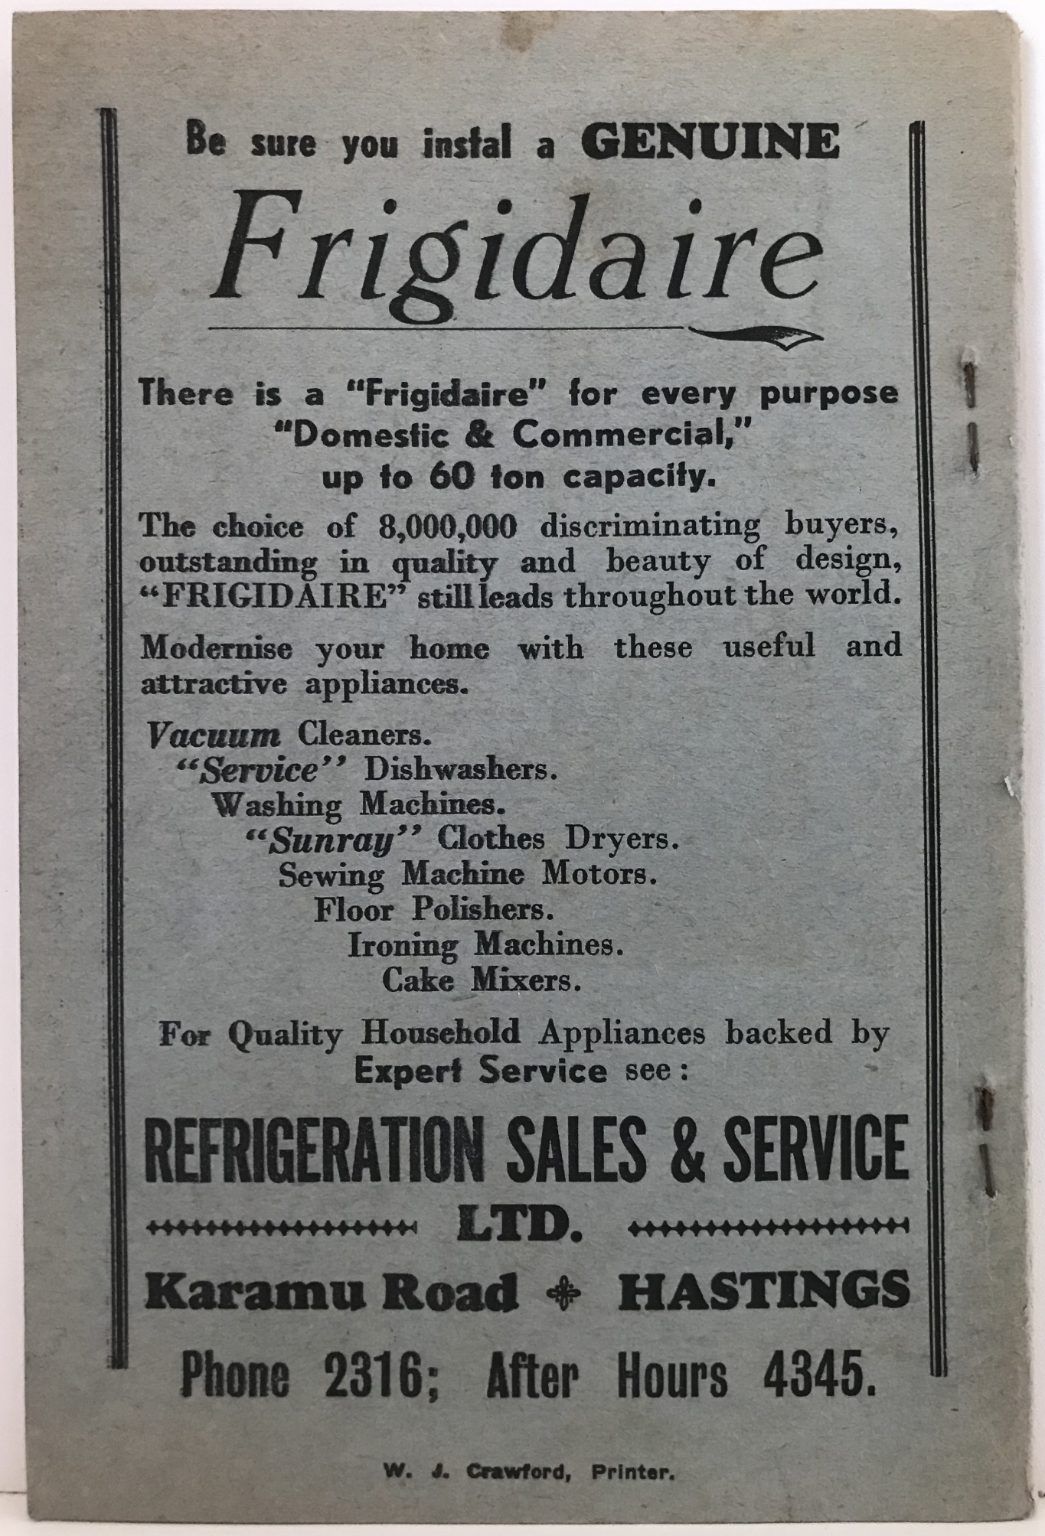 Be sure you instal a GENUINE
Frigidaire
There is a "Frigidaire" for every purpose
"Domestic & Commercial,"
up to 60 ton capacity.
The choice of 8,000,000 discriminating buyers,
outstanding in quality and beauty of design,
"FRIGIDAIRE" still leads throughout the world.
Modernise your home with these useful and
attractive appliances.
Vacuum Cleaners.
"Service" Dishwashers.
Washing Machines.
"Sunray" Clothes Dryers.
Sewing Machine Motors.
Floor Polishers.
Ironing Machines.
Cake Mixers.
For Quality Household Appliances backed by
Expert Service see:
REFRIGERATION SALES & SERVICE
LTD.
Karamu Road HASTINGS
Phone 2316; After Hours 4345.
W. J. Crawford, Printer.